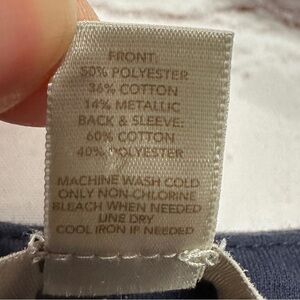 FRONT:
50% POLYESTER
36% COTTON
14% METALLIC
BACK & SLEEVE:
60% COTTON
40% POLYESTER
MACHINE WASH COLD
ONLY NON-CHLORINE
BLEACH WHEN NEEDED
LINE DRY
COOL IRON IF NEEDED